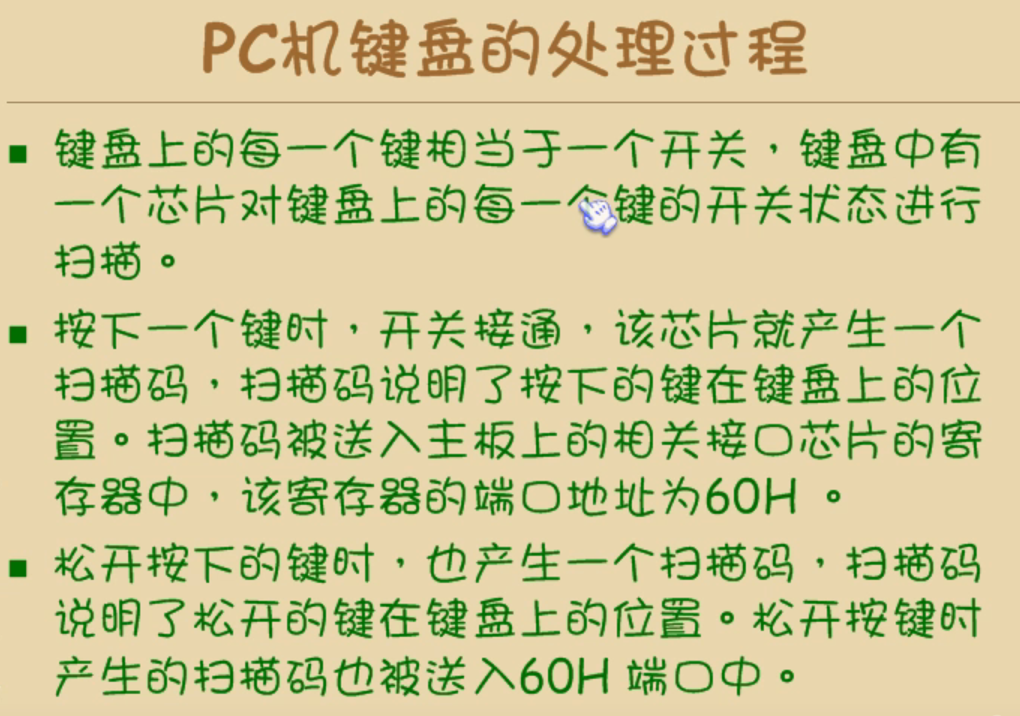 PC机键盘的处理过程
键盘上的每一个键相当于一个开关，键盘中有
一个芯片对键盘上的每一个键的开关状态进行
扫描。
按下一个键时，开关接通，该芯片就产生一个
扫描码，扫描码说明了按下的键在键盘上的位
置。扫描码被送入主板上的相关接口芯片的寄
存器中，该寄存器的端口地址为60H 。
松开按下的键时，也产生一个扫描码，扫描码
说明了松开的键在键盘上的位置。松开按键时
产生的扫描码也被送入60H 端口中。